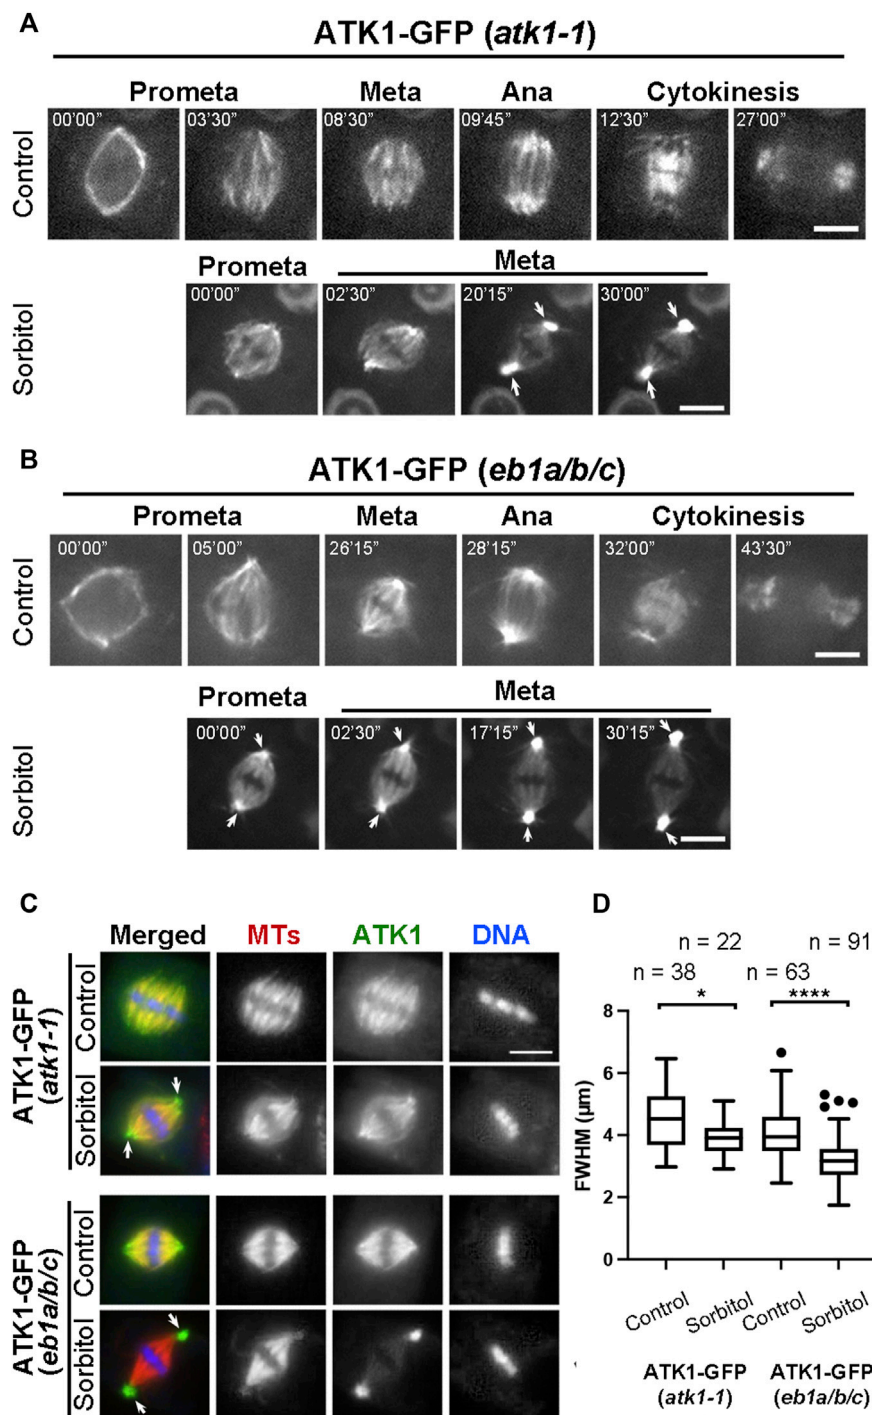 A
ATK1-GFP (atk1-1)
Prometa Meta Ana Cytokinesis
Control
00’00” 03’30” 08’30” 09’45” 12’30” 27’00”
Prometa Meta
Sorbitol
00’00” 02’30” 20’15” 30’00”
B
ATK1-GFP (eb1a/b/c)
Prometa Meta Ana Cytokinesis
Control
00’00” 05’00” 26’15” 28’15” 32’00” 43’30”
Prometa Meta
Sorbitol
00’00” 02’30” 17’15” 30’15”
C
Merged MTs ATK1 DNA
ATK1-GFP
(atk1-1)
Control
Sorbitol
ATK1-GFP
(eb1a/b/c)
Control
Sorbitol
D
n = 22 n = 91
n = 38 n = 63
* ****
FWHM (µm)
8
6
4
2
0
Control Sorbitol Control Sorbitol
ATK1-GFP ATK1-GFP
(atk1-1) (eb1a/b/c)